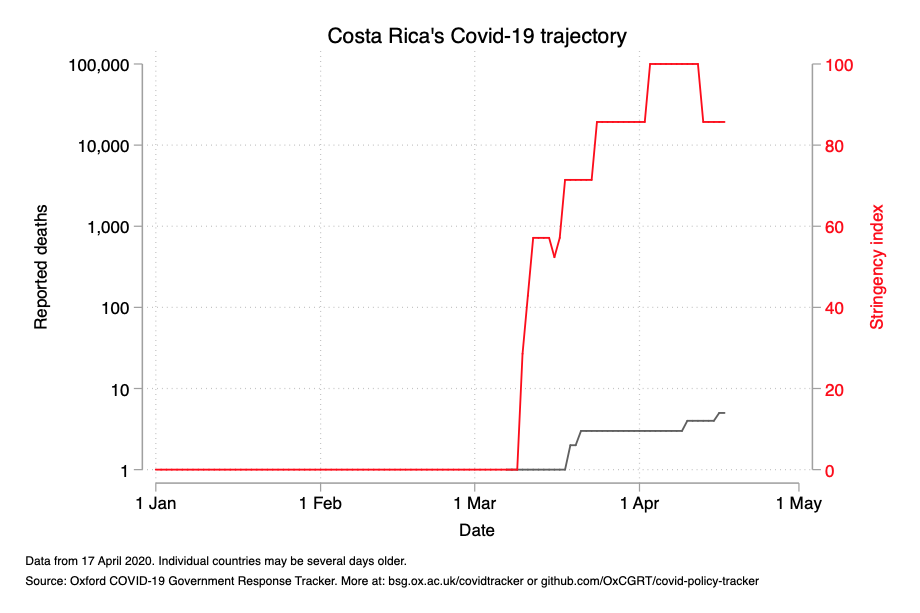 Costa Rica's Covid-19 trajectory
100,000
10,000
1,000
100
10
1
Reported deaths
100
80
60
40
20
0
Stringency index
1 Jan
1 Feb
1 Mar
1 Apr
1 May
Date
Data from 17 April 2020. Individual countries may be several days older.
Source: Oxford COVID-19 Government Response Tracker. More at: bsg.ox.ac.uk/covidtracker or github.com/OxCGRT/covid-policy-tracker